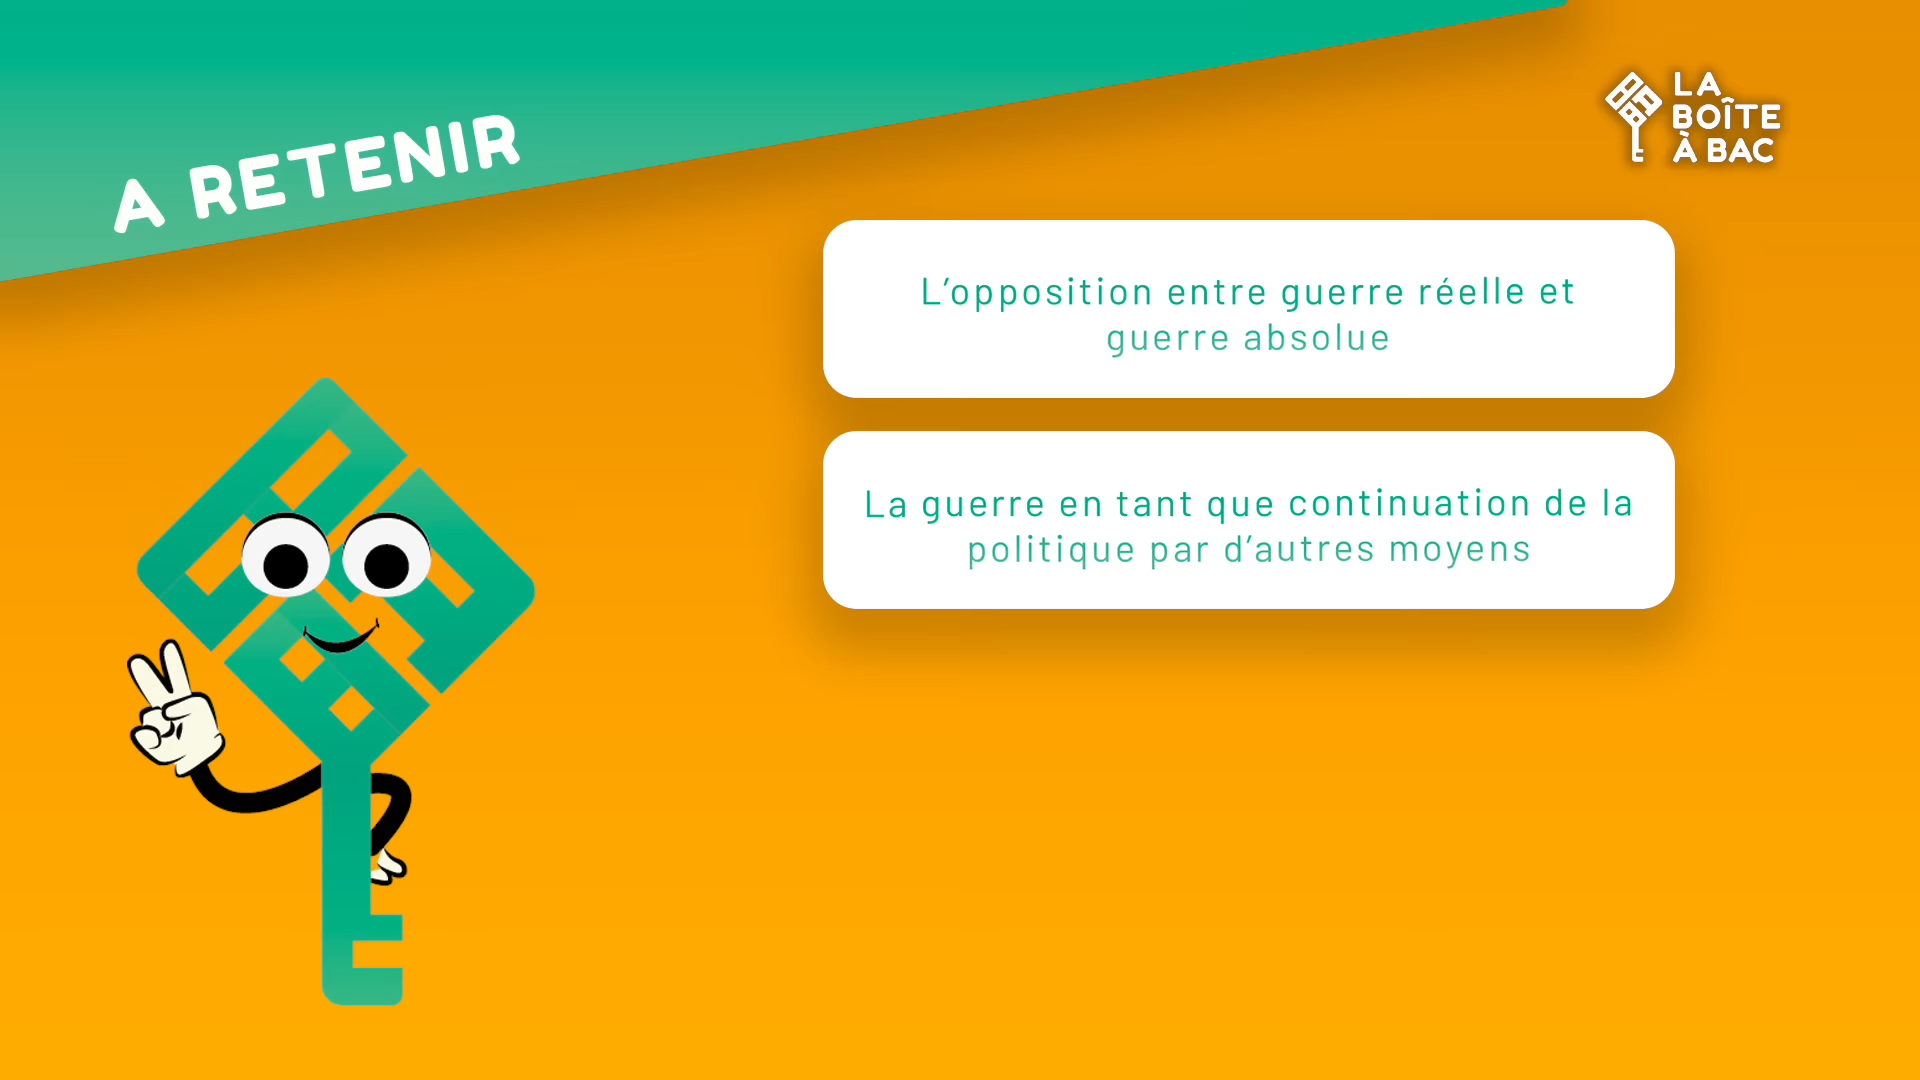 A RETENIR
LA
BOÎTE
À BAC
L’opposition entre guerre réelle et
guerre absolue
La guerre en tant que continuation de la
politique par d’autres moyens